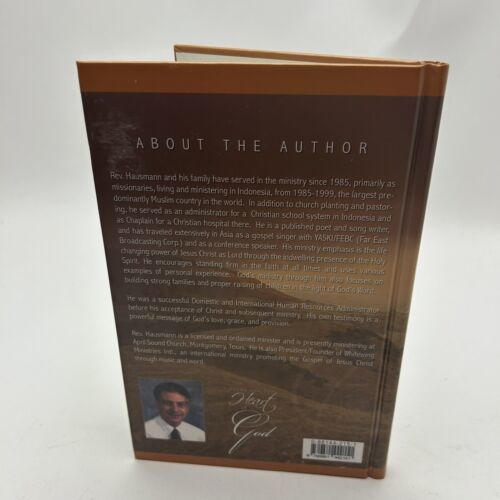 ABOUT THE AUTHOR
Rev. Hausmann and his family have served in the ministry since 1985, primarily as
missionaries, living and ministering in Indonesia, from 1985-1999, the largest pre-
dominantly Muslim country in the world. In addition to church planting and pastor-
ing, he served as an administrator for a Christian school system in Indonesia and
as Chaplain for a Christian hospital there. He is a published poet and song writer,
and has traveled extensively in Asia as a gospel singer with YASKI/FEBC (Far East
Broadcasting Corp.) and as a conference speaker. His ministry emphasis is the life
changing power of Jesus Christ as Lord through the indwelling presence of the Holy
Spirit. He encourages standing firm in the faith at all times and uses various
examples of personal experience. God's ministry through him also focuses on
building strong families and proper raising of children in the light of God's Word.
He was a successful Domestic and International Human Resources Administrator
before his acceptance of Christ and subsequent ministry. His own testimony is a
powerful message of God's love, grace, and provision.
Rev. Hausmann is a licensed and ordained minister and is presently ministering at
April Sound Church, Montgomery, Texas. He is also President/Founder of Whitewing
Ministries Intl., an international ministry promoting the Gospel of Jesus Christ
through music and word.
Heart
God